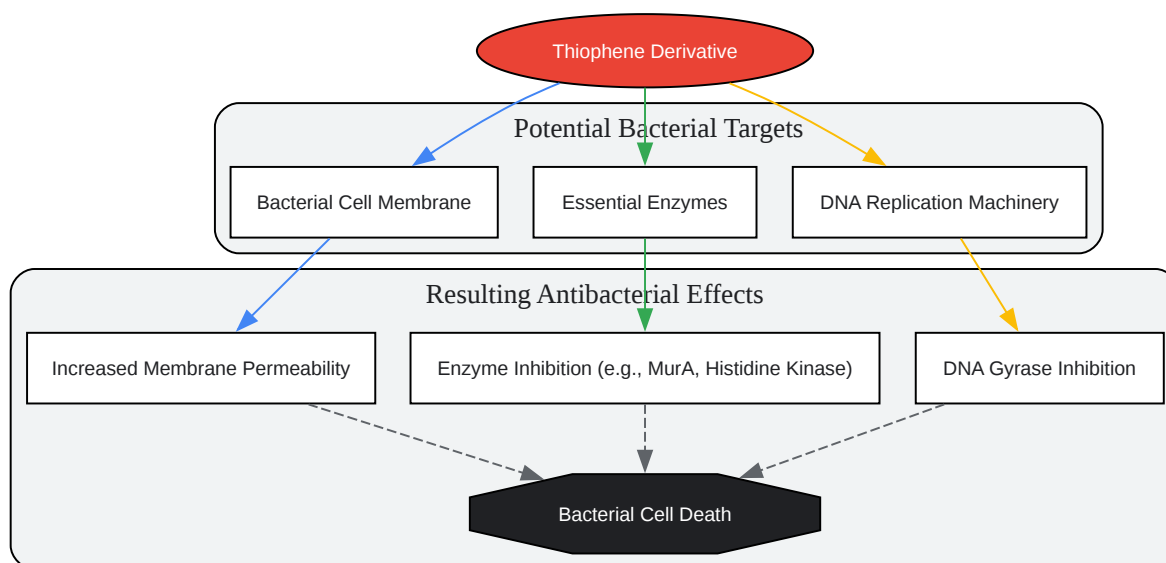 Thiophene Derivative
Potential Bacterial Targets
Bacterial Cell Membrane
Essential Enzymes
DNA Replication Machinery
Resulting Antibacterial Effects
Increased Membrane Permeability
Enzyme Inhibition (e.g., MurA, Histidine Kinase)
DNA Gyrase Inhibition
Bacterial Cell Death